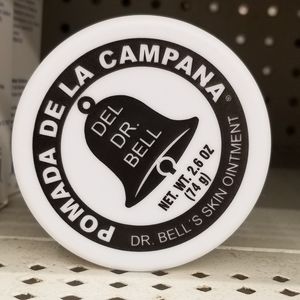 POMADA DE LA CAMPANA®
DEL
DR.
BELL
NET. WT. 2.6 OZ
(74 g)
DR. BELL´S SKIN OINTMENT